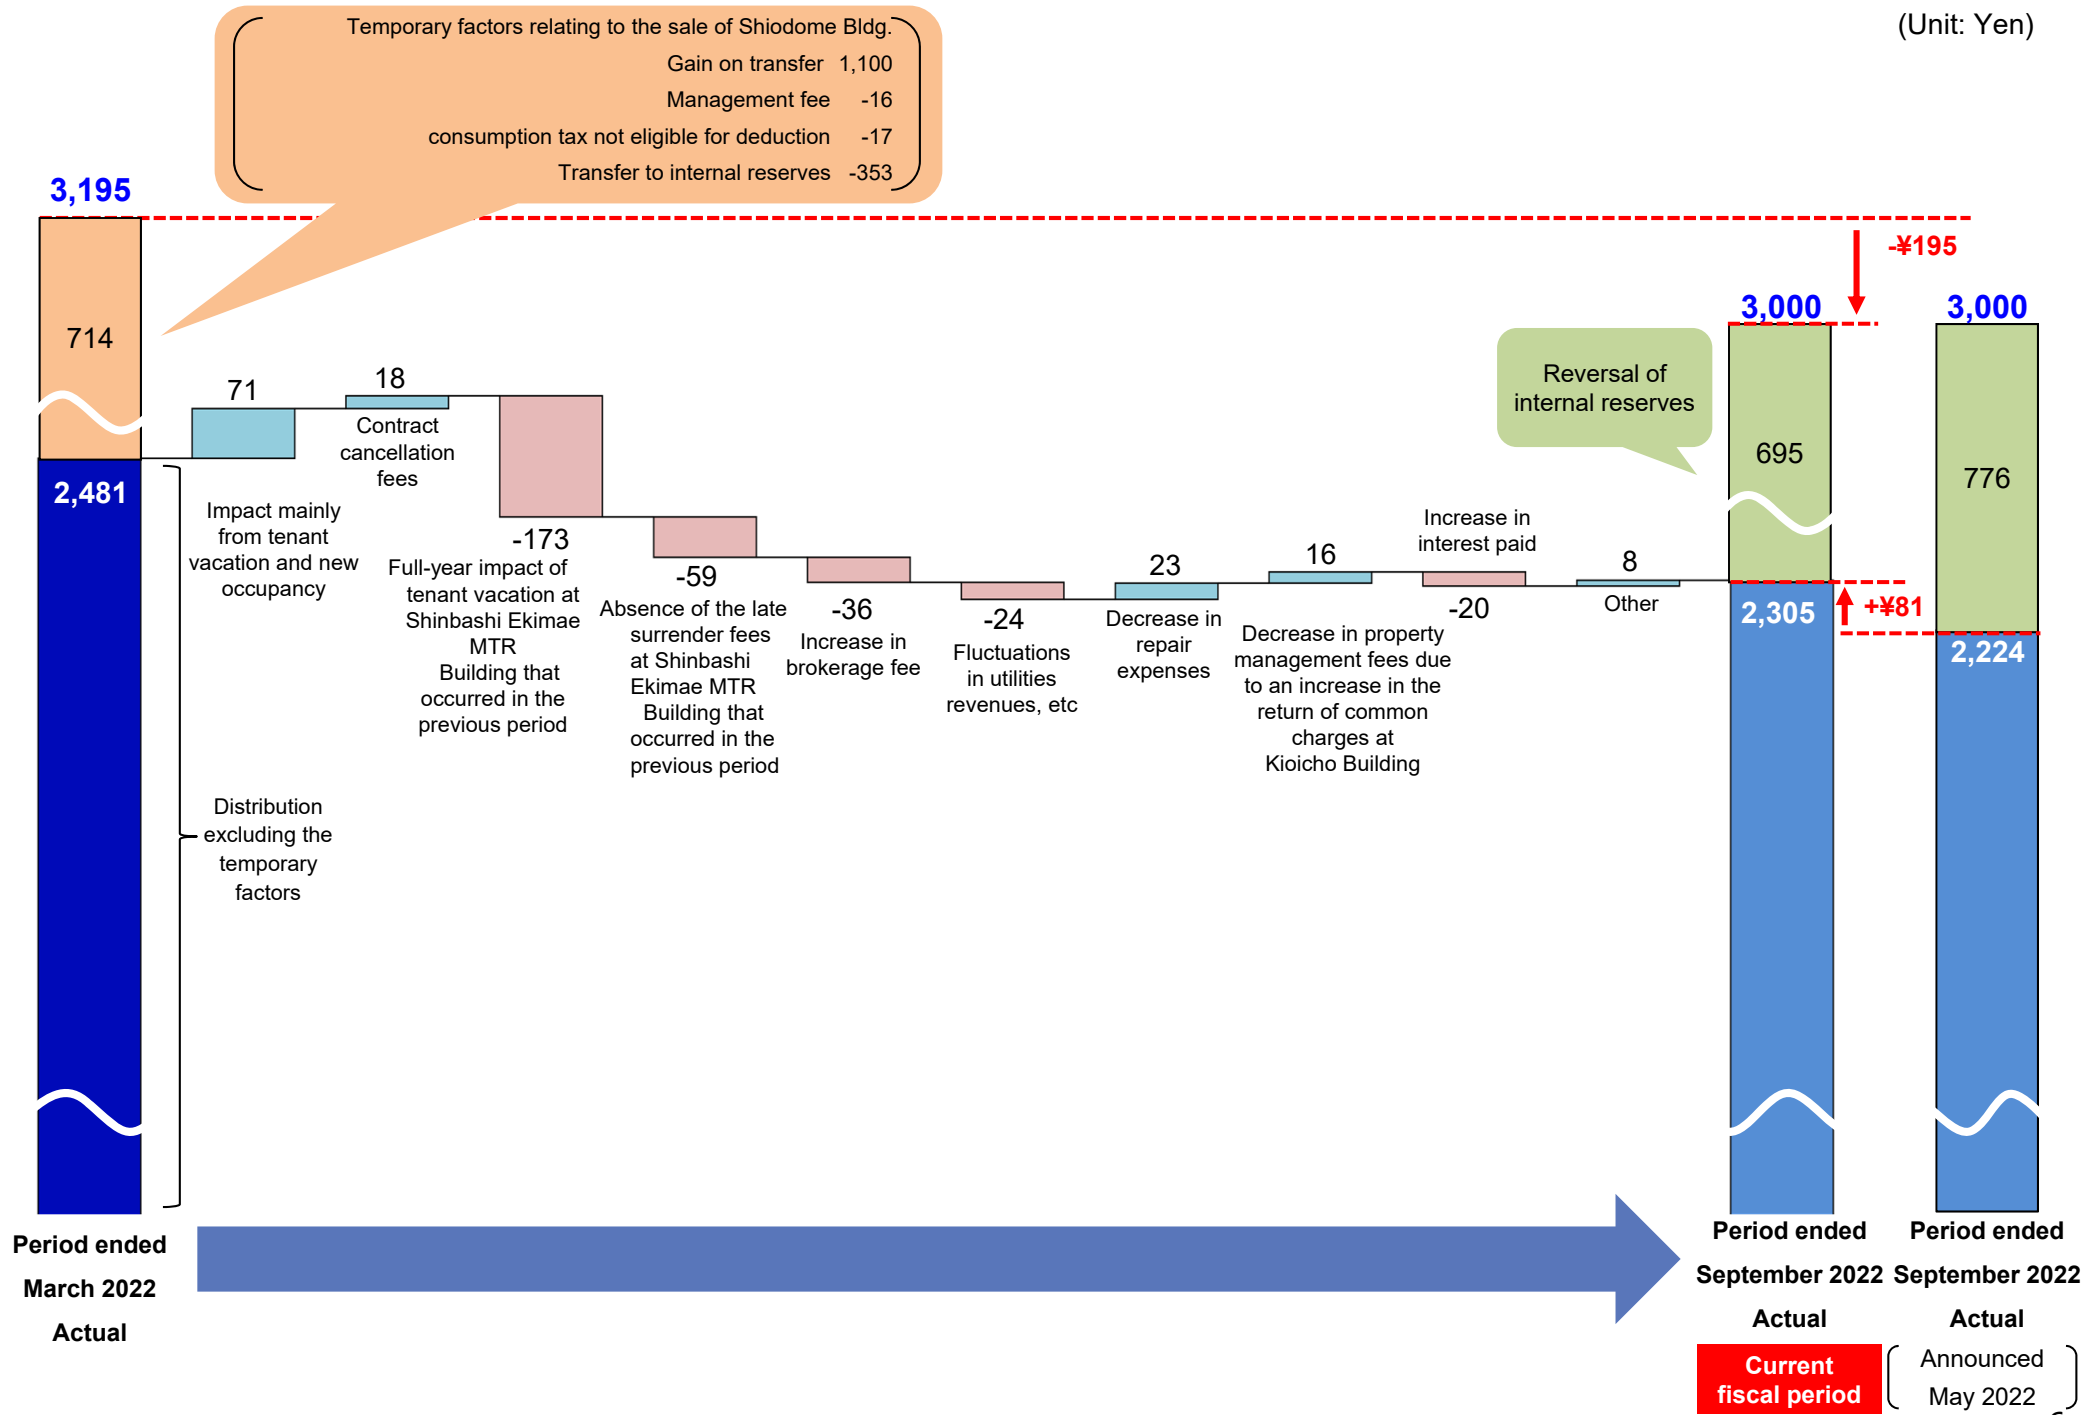 (Unit: Yen)
Temporary factors relating to the sale of Shiodome Bldg.
Gain on transfer 1,100
Management fee -16
consumption tax not eligible for deduction -17
Transfer to internal reserves -353
3,195
714
2,481
71
Impact mainly
from tenant
vacation and new
occupancy
18
Contract
cancellation
fees
-173
Full-year impact of
tenant vacation at
Shinbashi Ekimae
MTR
Building that
occurred in the
previous period
-59
Absence of the late
surrender fees
at Shinbashi
Ekimae MTR
Building that
occurred in the
previous period
-36
Increase in
brokerage fee
-24
Fluctuations
in utilities
revenues, etc
23
Decrease in
repair
expenses
16
Decrease in property
management fees due
to an increase in the
return of common
charges at
Kioicho Building
Increase in
interest paid
-20
8
Other
Reversal of
internal reserves
3,000
695
2,305
-¥195
+¥81
3,000
776
2,224
Distribution
excluding the
temporary
factors
Period ended
March 2022
Actual
Period ended
September 2022
Actual
Current
fiscal period
Period ended
September 2022
Actual
Announced
May 2022